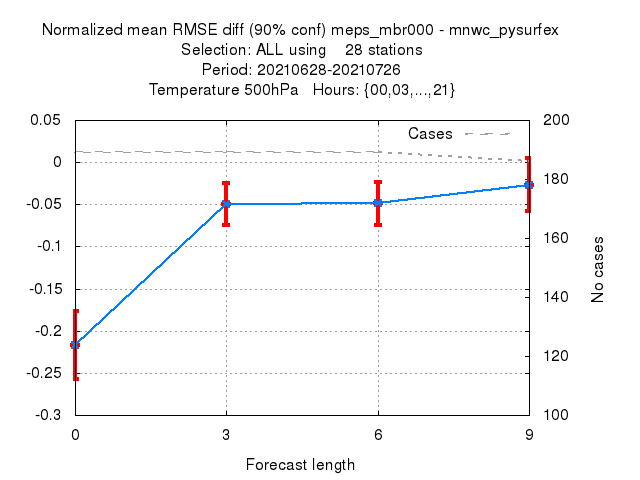 Normalized mean RMSE diff (90% conf) meps_mbr000 - mnwc_pysurfex
Selection: ALL using 28 stations
Period: 20210628-20210726
Temperature 500hPa Hours: {00,03,...,21}
Cases
0.05
0
-0.05
-0.1
-0.15
-0.2
-0.25
-0.3
200
180
160
140
120
100
No cases
0 3 6 9
Forecast length